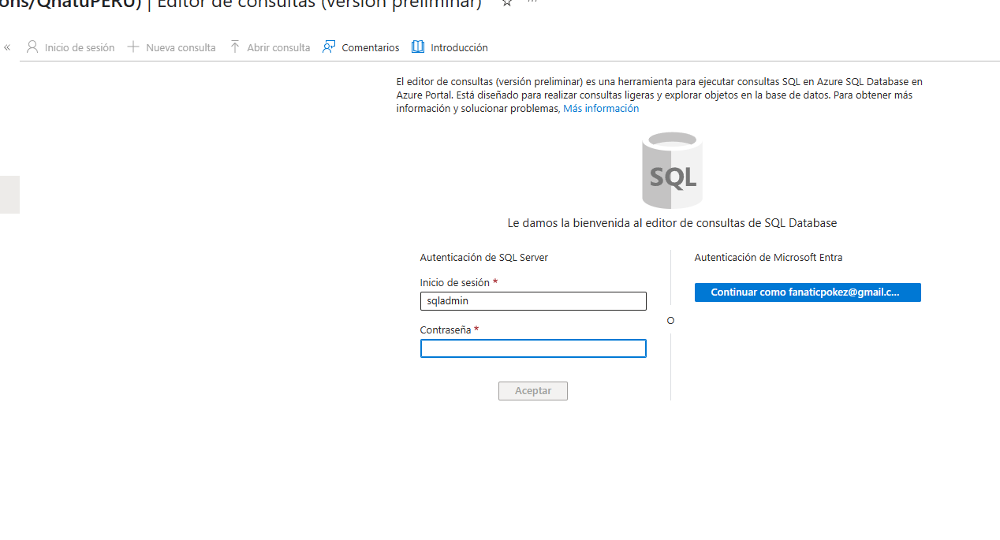 ons/QhatuPERU) | Editor de consultas (versión preliminar)
Inicio de sesión Nueva consulta Abrir consulta Comentarios Introducción
El editor de consultas (versión preliminar) es una herramienta para ejecutar consultas SQL en Azure SQL Database en
Azure Portal. Está diseñado para realizar consultas ligeras y explorar objetos en la base de datos. Para obtener más
información y solucionar problemas, Más información
SQL
Le damos la bienvenida al editor de consultas de SQL Database
Autenticación de SQL Server
Inicio de sesión *
sqladmin
Contraseña *
Aceptar
O
Autenticación de Microsoft Entra
Continuar como fanaticpokez@gmail.c...